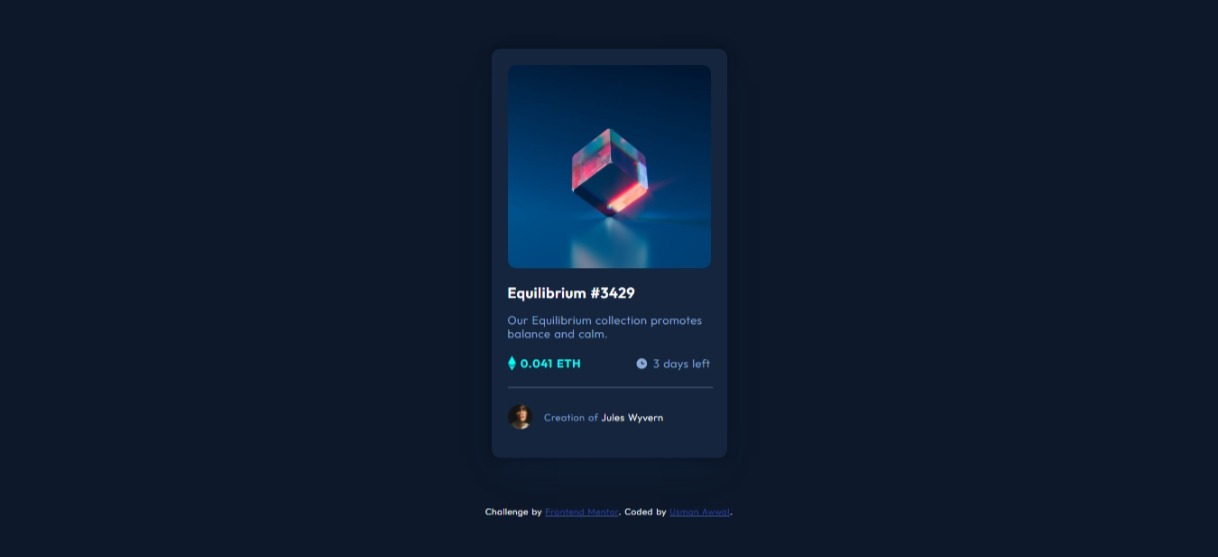 Equilibrium #3429
Our Equilibrium collection promotes
balance and calm.
0.041 ETH
3 days left
Creation of Jules Wyvern
Challenge by Frontend Mentor. Coded by Usman Awwal.